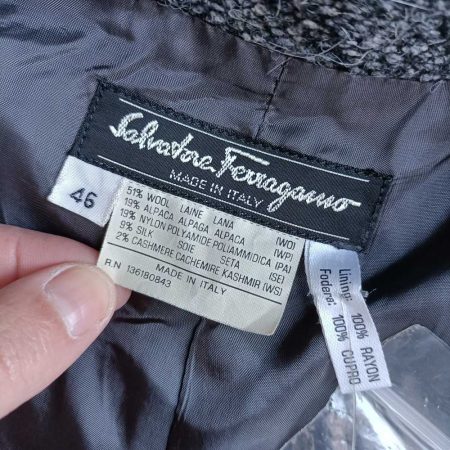 Salvatore Ferragamo
MADE IN ITALY
46
51% WOOL LAINE LANA (WO)
19% ALPACA ALPAGA ALPACA (WP)
19% NYLON POLYAMIDE POLIAMMIDICA (PA)
9% SILK SOIE SETA (SE)
2% CASHMERE CACHEMIRE KASHMIR (WS)
MADE IN ITALY
R.N 136180843
Lining: 100% RAYON
Fodere: 100% CUPRO